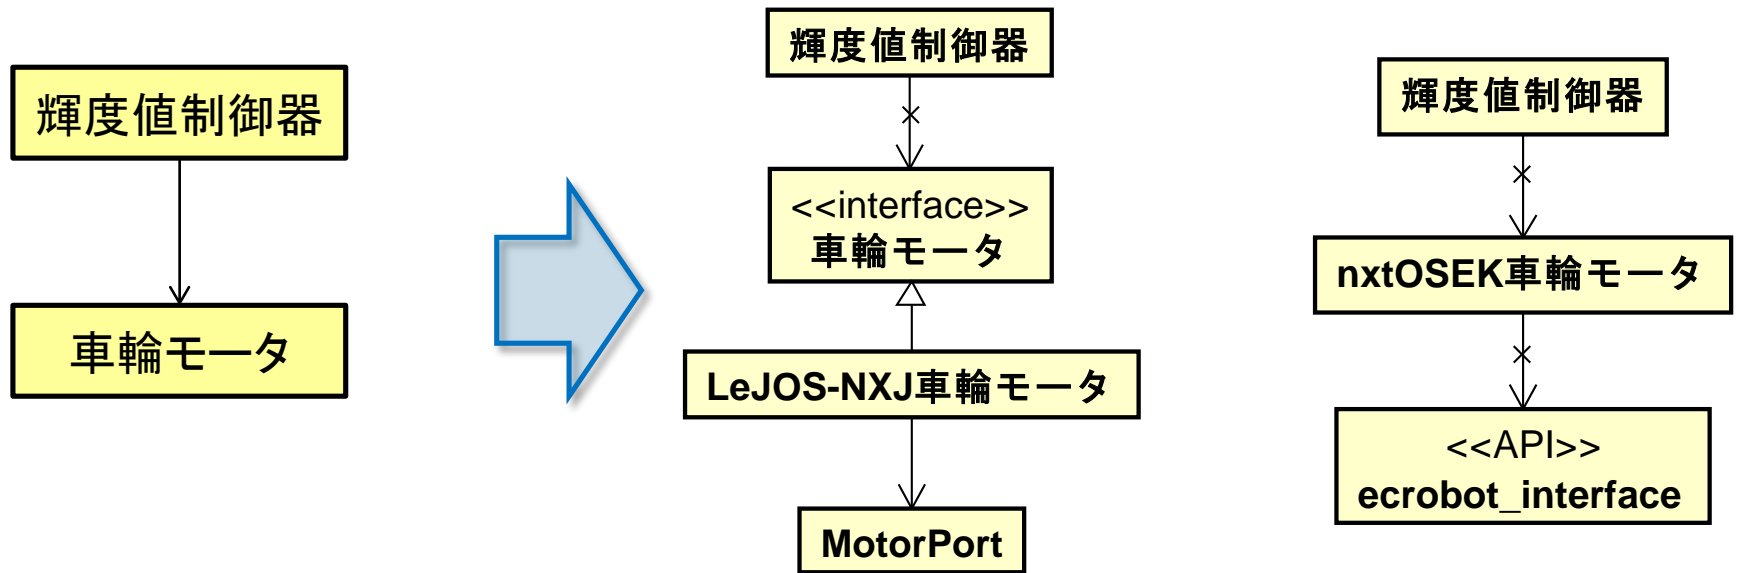 輝度値制御器
車輪モータ
輝度値制御器
<<interface>>
車輪モータ
LeJOS-NXJ車輪モータ
MotorPort
輝度値制御器
nxtOSEK車輪モータ
<<API>>
ecrobot_interface